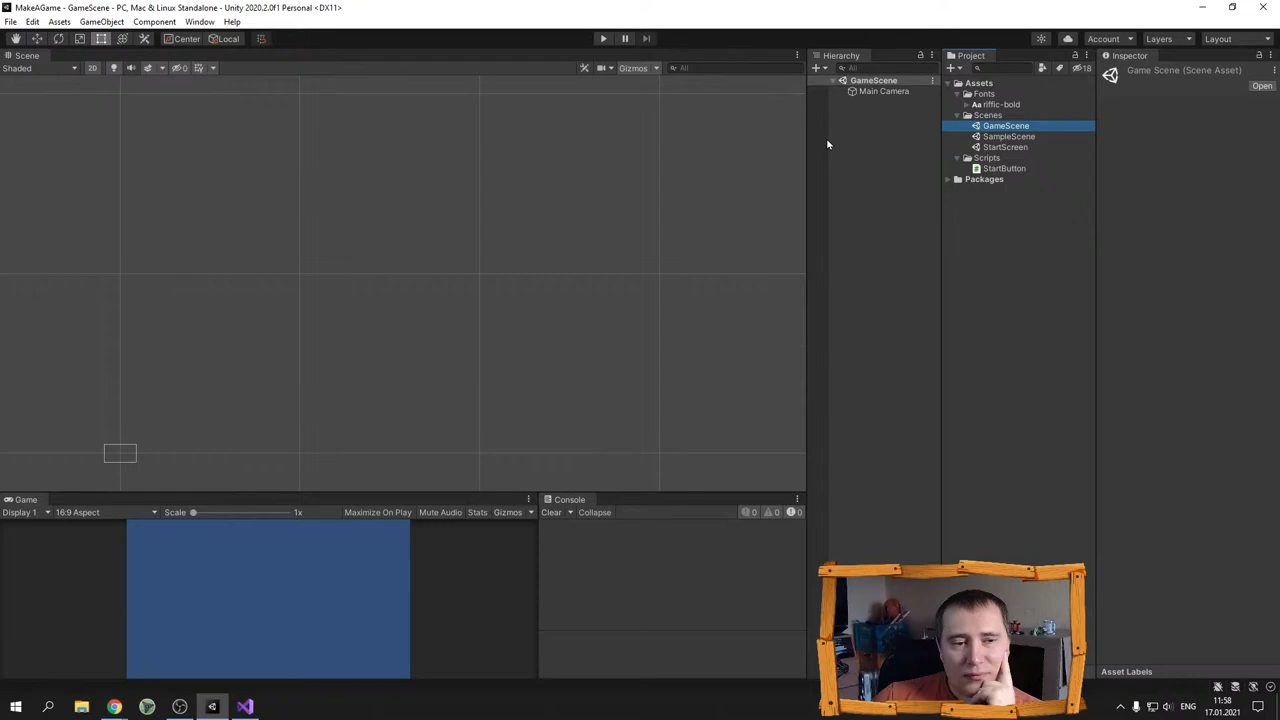 MakeAGame - GameScene - PC, Mac & Linux Standalone - Unity 2020.2.0f1 Personal <DX11>
File Edit Assets GameObject Component Window Help
Center Local Account Layers Layout
Scene Hierarchy Project Inspector
Shaded 2D 0 Gizmos All All 18
GameScene
Main Camera
Assets
Fonts
Aa riffic-bold
Scenes
GameScene
SampleScene
StartScreen
Scripts
StartButton
Packages
Game Scene (Scene Asset)
Open
Game Console
Display 1 16:9 Aspect Scale 1x Maximize On Play Mute Audio Stats Gizmos Clear Collapse 0 0 0
Asset Labels
ENG
11:58
17.01.2021